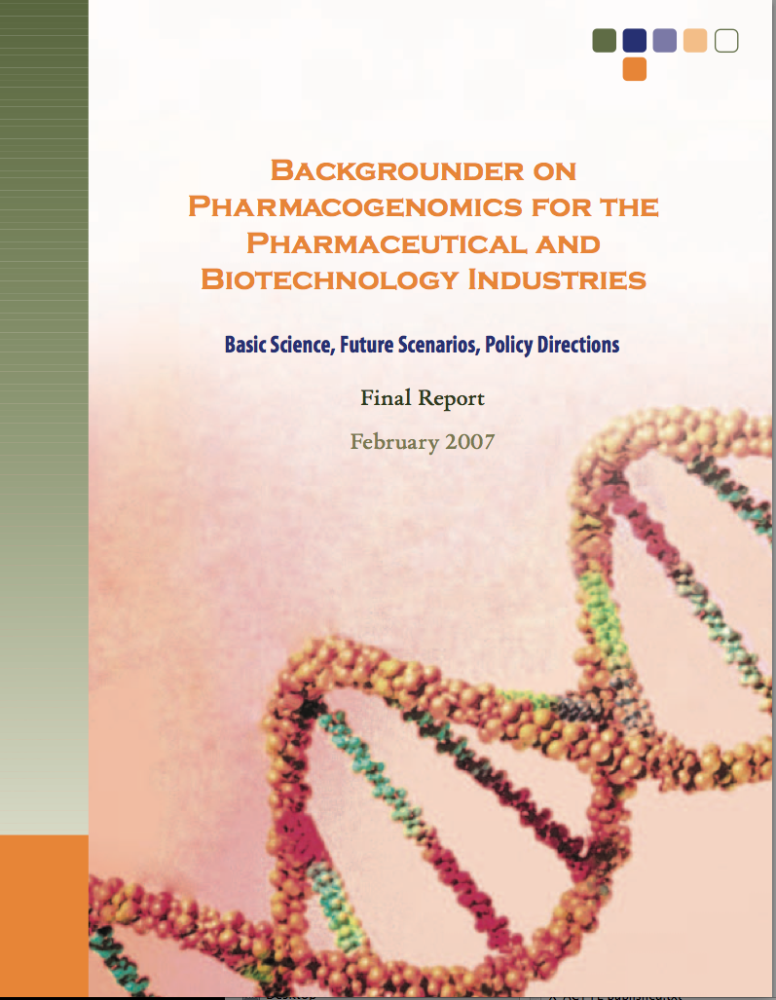 BACKGROUNDER ON
PHARMACOGENOMICS FOR THE
PHARMACEUTICAL AND
BIOTECHNOLOGY INDUSTRIES
Basic Science, Future Scenarios, Policy Directions
Final Report
February 2007